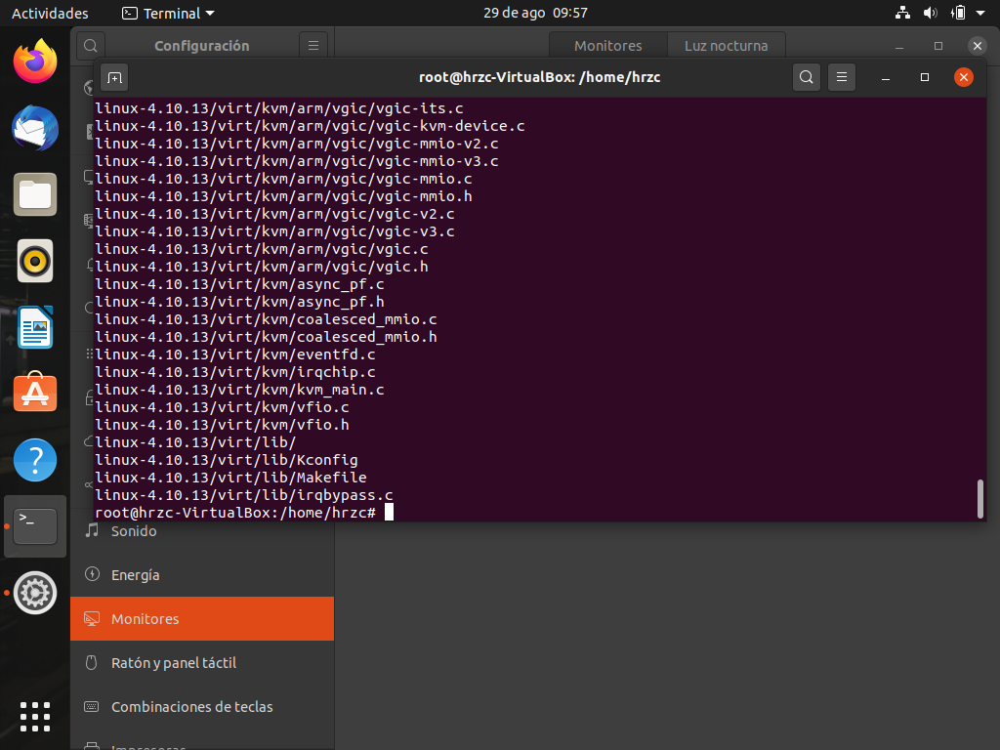 Actividades
Terminal
29 de ago 09:57
Configuración
Monitores
Luz nocturna
root@hrzc-VirtualBox: /home/hrzc
linux-4.10.13/virt/kvm/arm/vgic/vgic-its.c
linux-4.10.13/virt/kvm/arm/vgic/vgic-kvm-device.c
linux-4.10.13/virt/kvm/arm/vgic/vgic-mmio-v2.c
linux-4.10.13/virt/kvm/arm/vgic/vgic-mmio-v3.c
linux-4.10.13/virt/kvm/arm/vgic/vgic-mmio.c
linux-4.10.13/virt/kvm/arm/vgic/vgic-mmio.h
linux-4.10.13/virt/kvm/arm/vgic/vgic-v2.c
linux-4.10.13/virt/kvm/arm/vgic/vgic-v3.c
linux-4.10.13/virt/kvm/arm/vgic/vgic.c
linux-4.10.13/virt/kvm/arm/vgic/vgic.h
linux-4.10.13/virt/kvm/async_pf.c
linux-4.10.13/virt/kvm/async_pf.h
linux-4.10.13/virt/kvm/coalesced_mmio.c
linux-4.10.13/virt/kvm/coalesced_mmio.h
linux-4.10.13/virt/kvm/eventfd.c
linux-4.10.13/virt/kvm/irqchip.c
linux-4.10.13/virt/kvm/kvm_main.c
linux-4.10.13/virt/kvm/vfio.c
linux-4.10.13/virt/kvm/vfio.h
linux-4.10.13/virt/lib/
linux-4.10.13/virt/lib/Kconfig
linux-4.10.13/virt/lib/Makefile
linux-4.10.13/virt/lib/irqbypass.c
root@hrzc-VirtualBox:/home/hrzc#
Sonido
Energía
Monitores
Ratón y panel táctil
Combinaciones de teclas
Impresoras